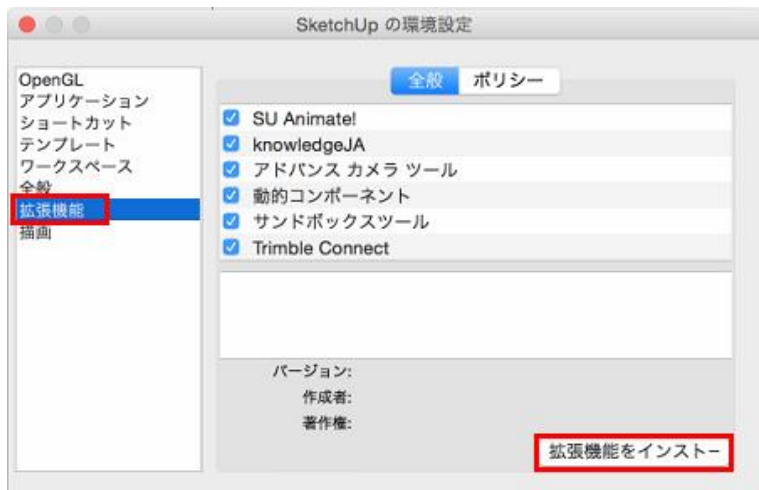 SketchUp の環境設定
OpenGL
アプリケーション
ショートカット
テンプレート
ワークスペース
全般
拡張機能
描画
全般 ポリシー
SU Animate!
knowledgeJA
アドバンス カメラ ツール
動的コンポーネント
サンドボックスツール
Trimble Connect
バージョン:
作成者:
著作権:
拡張機能をインストー